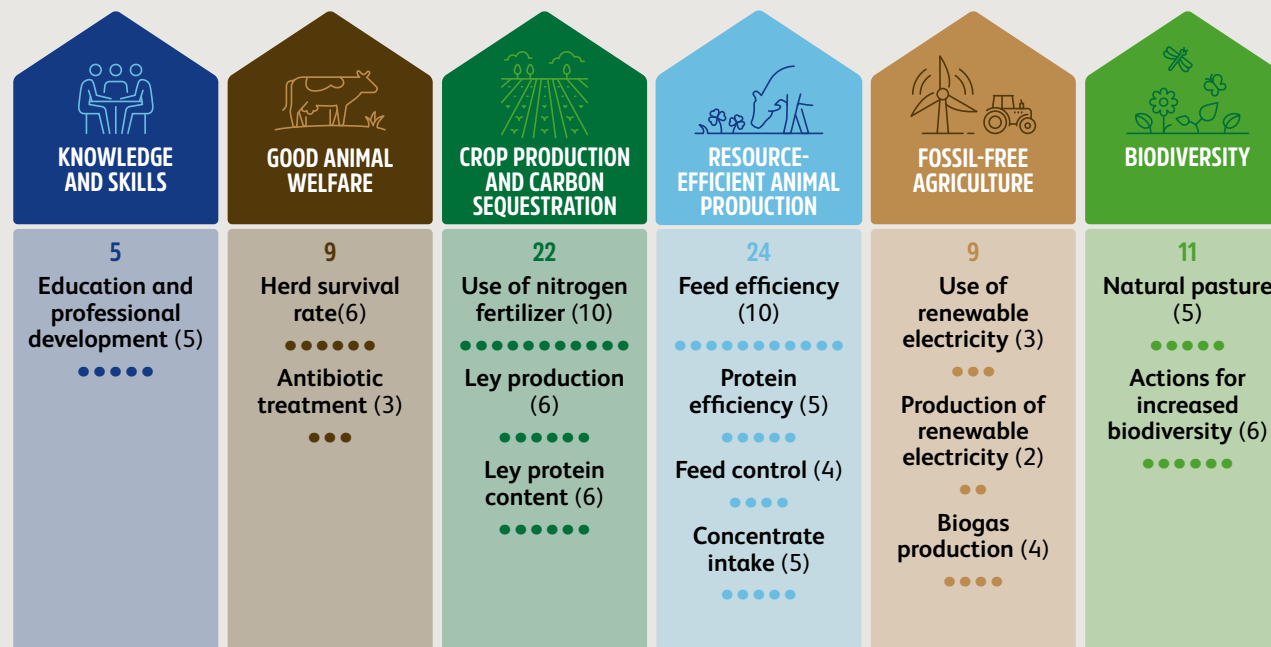 KNOWLEDGE
AND SKILLS
5
Education and
professional
development (5)
GOOD ANIMAL
WELFARE
9
Herd survival
rate(6)
Antibiotic
treatment (3)
CROP PRODUCTION
AND CARBON
SEQUESTRATION
22
Use of nitrogen
fertilizer (10)
Ley production
(6)
Ley protein
content (6)
RESOURCE-
EFFICIENT ANIMAL
PRODUCTION
24
Feed efficiency
(10)
Protein
efficiency (5)
Feed control (4)
Concentrate
intake (5)
FOSSIL-FREE
AGRICULTURE
9
Use of
renewable
electricity (3)
Production of
renewable
electricity (2)
Biogas
production (4)
BIODIVERSITY
11
Natural pasture
(5)
Actions for
increased
biodiversity (6)